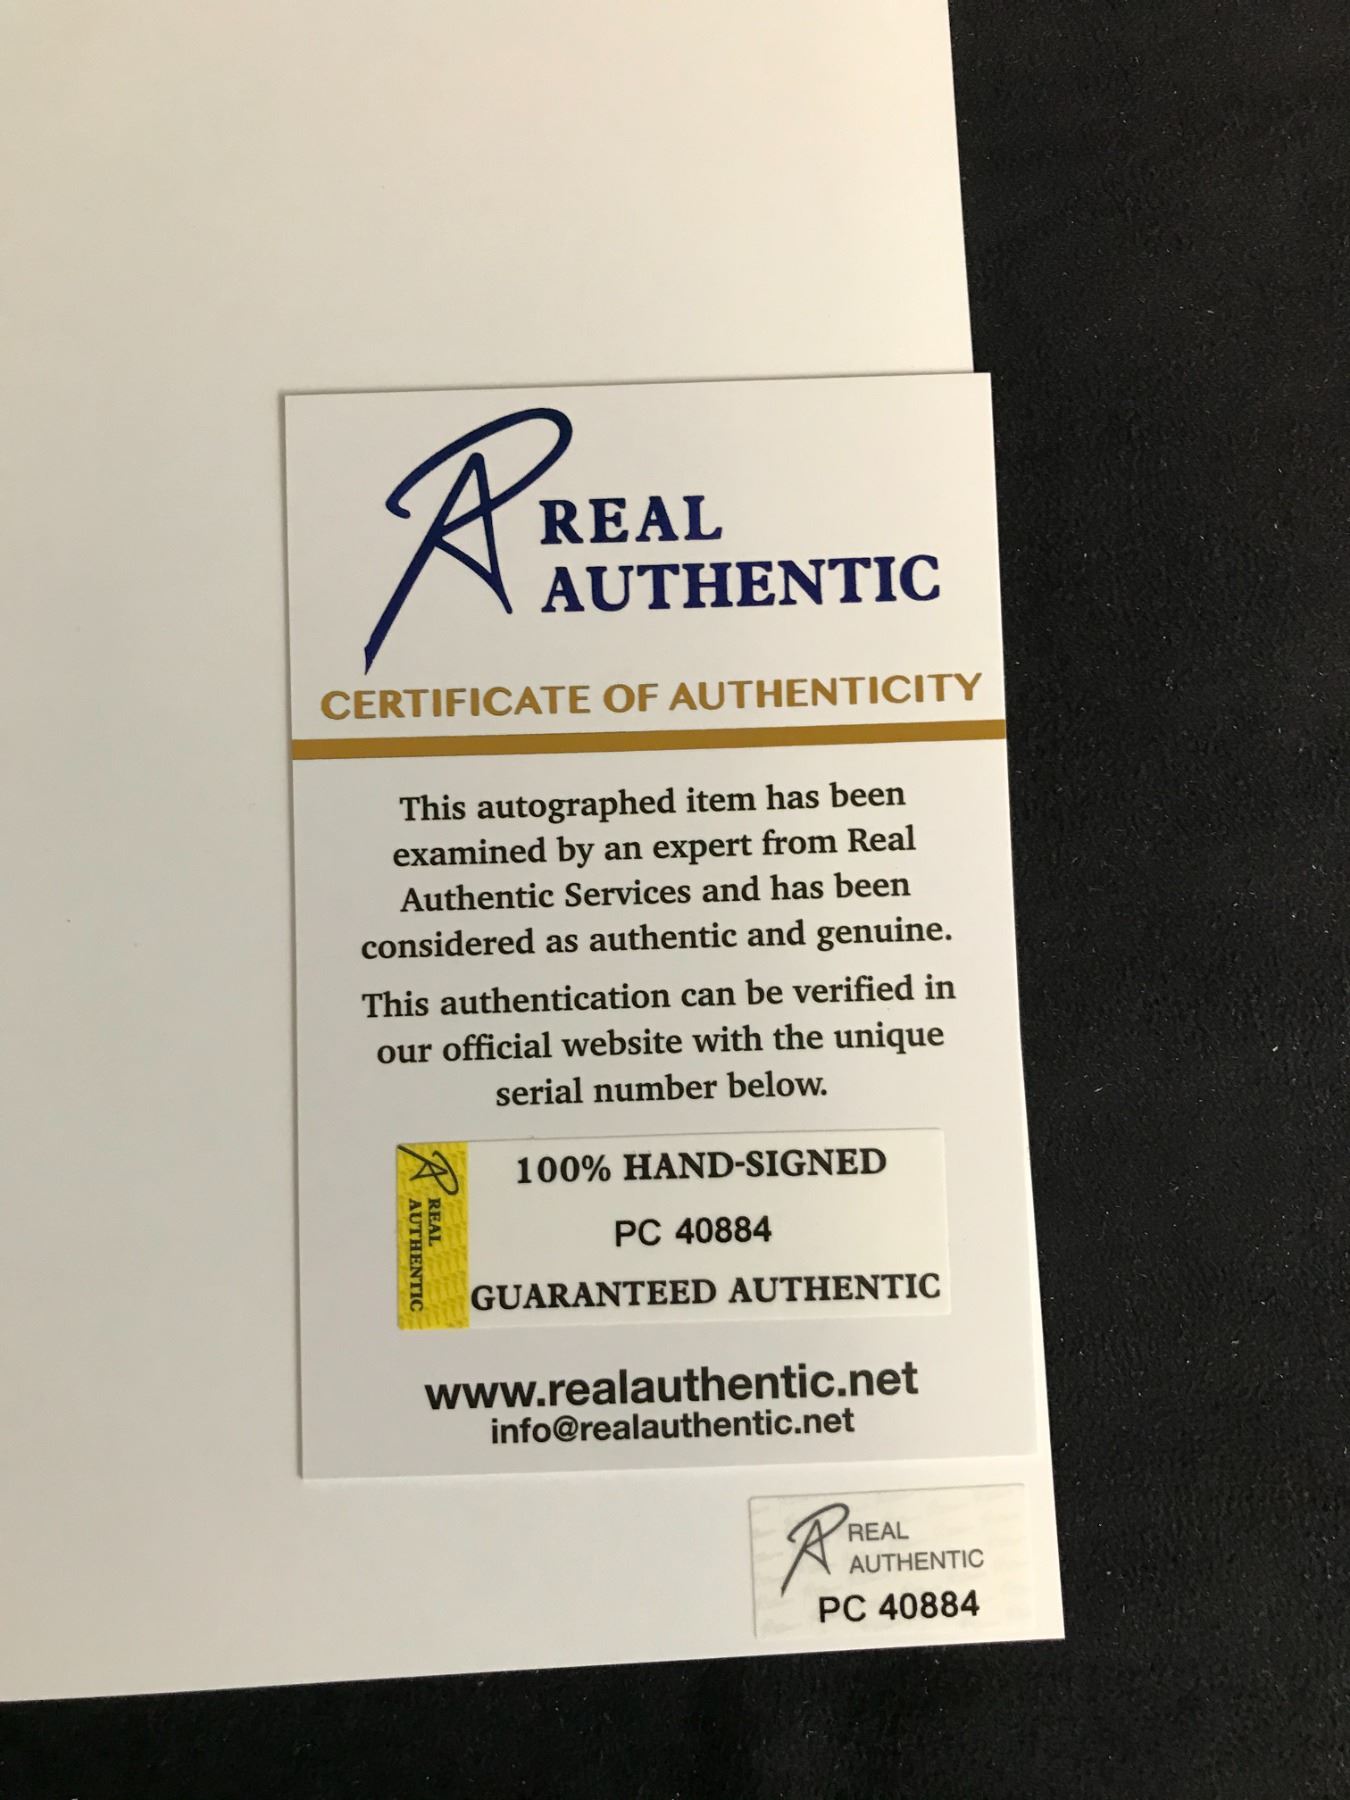 REAL
AUTHENTIC
CERTIFICATE OF AUTHENTICITY
This autographed item has been
examined by an expert from Real
Authentic Services and has been
considered as authentic and genuine.
This authentication can be verified in
our official website with the unique
serial number below.
REAL
AUTHENTIC
100% HAND-SIGNED
PC 40884
GUARANTEED AUTHENTIC
www.realauthentic.net
info@realauthentic.net
REAL
AUTHENTIC
PC 40884